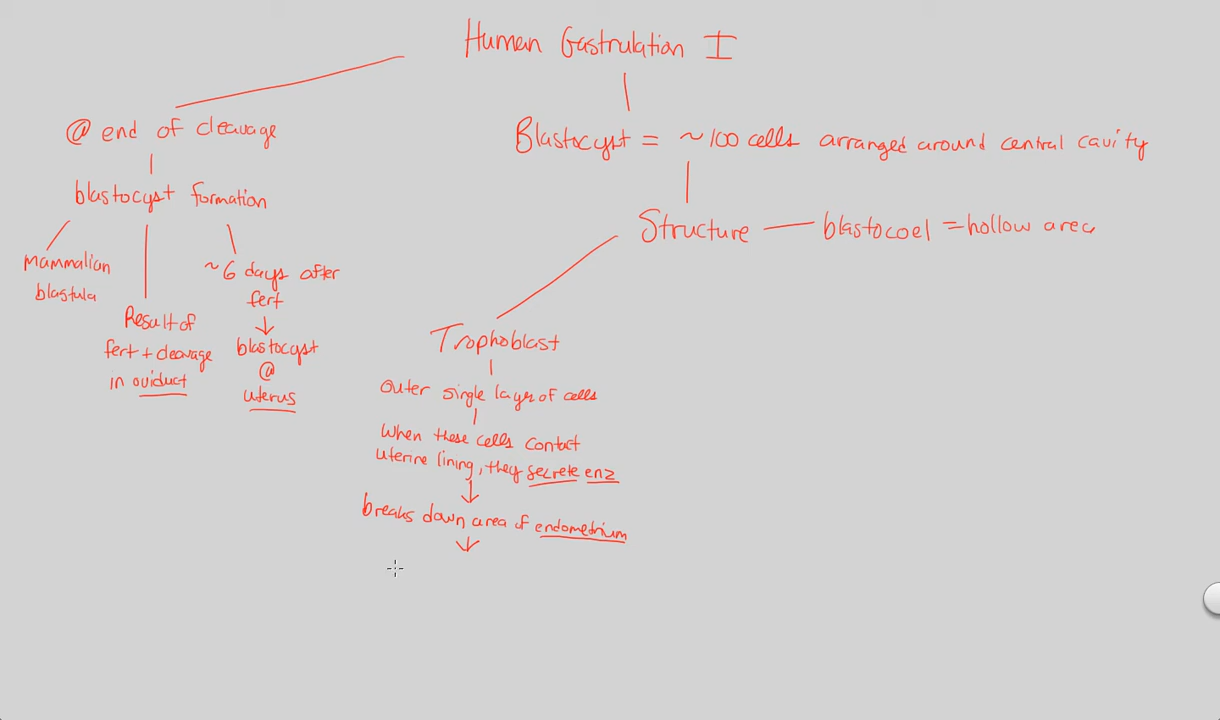 Human Gastrulation I
@ end of cleavage
blastocyst formation
mammalian
blastula
Result of
fert + cleavage
in oviduct
~6 days after
fert
↓
blastocyst
@
uterus
Blastocyst = ~100 cells arranged around central cavity
Structure — blastocoel = hollow area
Trophoblast
outer single layer of cells
When these cells contact
uterine lining, they secrete enz
↓
breaks down area of endometrium
↓